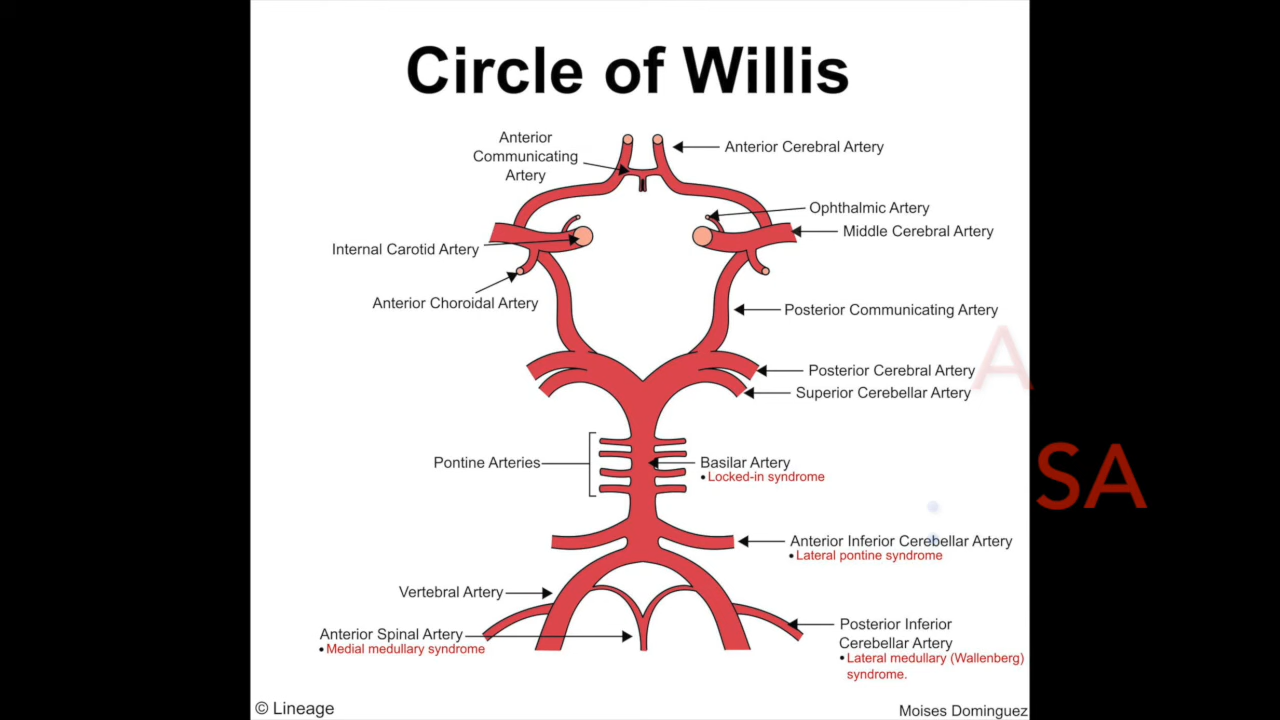 Circle of Willis
Anterior
Communicating
Artery
Anterior Cerebral Artery
Ophthalmic Artery
Middle Cerebral Artery
Internal Carotid Artery
Anterior Choroidal Artery
Posterior Communicating Artery
A
Posterior Cerebral Artery
Superior Cerebellar Artery
Pontine Arteries
Basilar Artery
• Locked-in syndrome
SA
Anterior Inferior Cerebellar Artery
• Lateral pontine syndrome
Vertebral Artery
Anterior Spinal Artery
• Medial medullary syndrome
Posterior Inferior
Cerebellar Artery
• Lateral medullary (Wallenberg)
syndrome.
© Lineage
Moises Dominguez